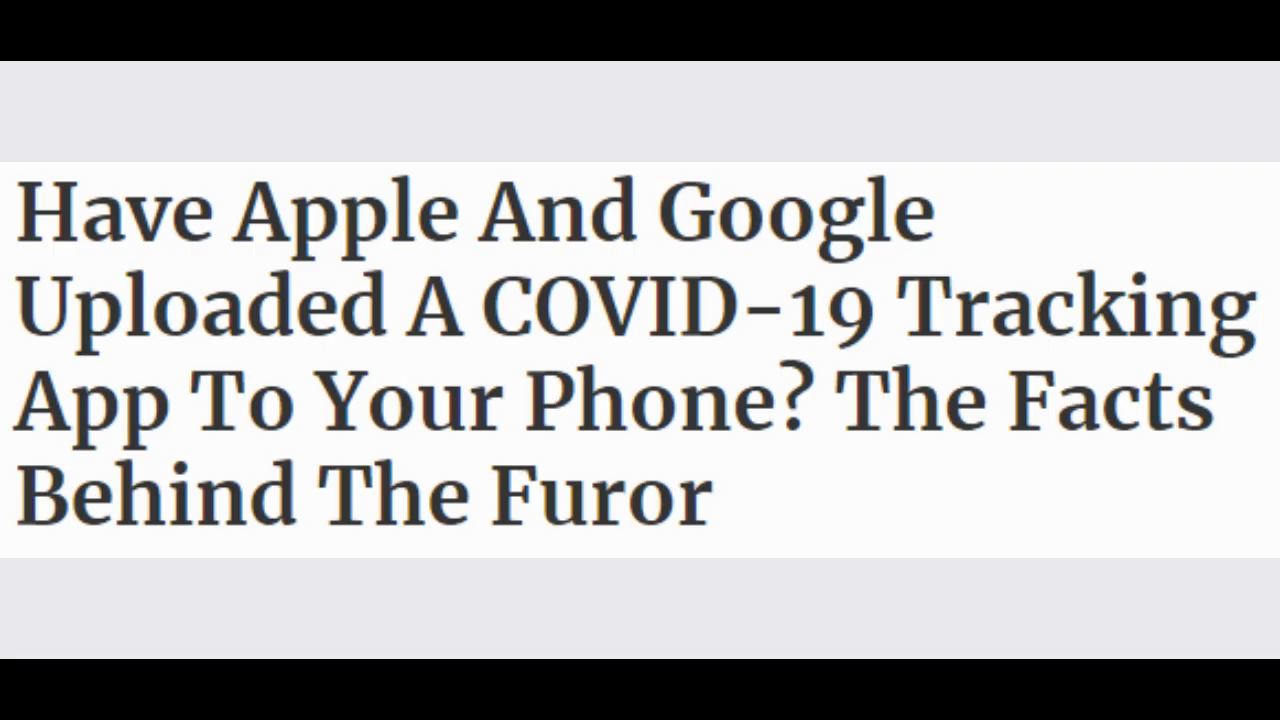 Have Apple And Google
Uploaded A COVID-19 Tracking
App To Your Phone? The Facts
Behind The Furor